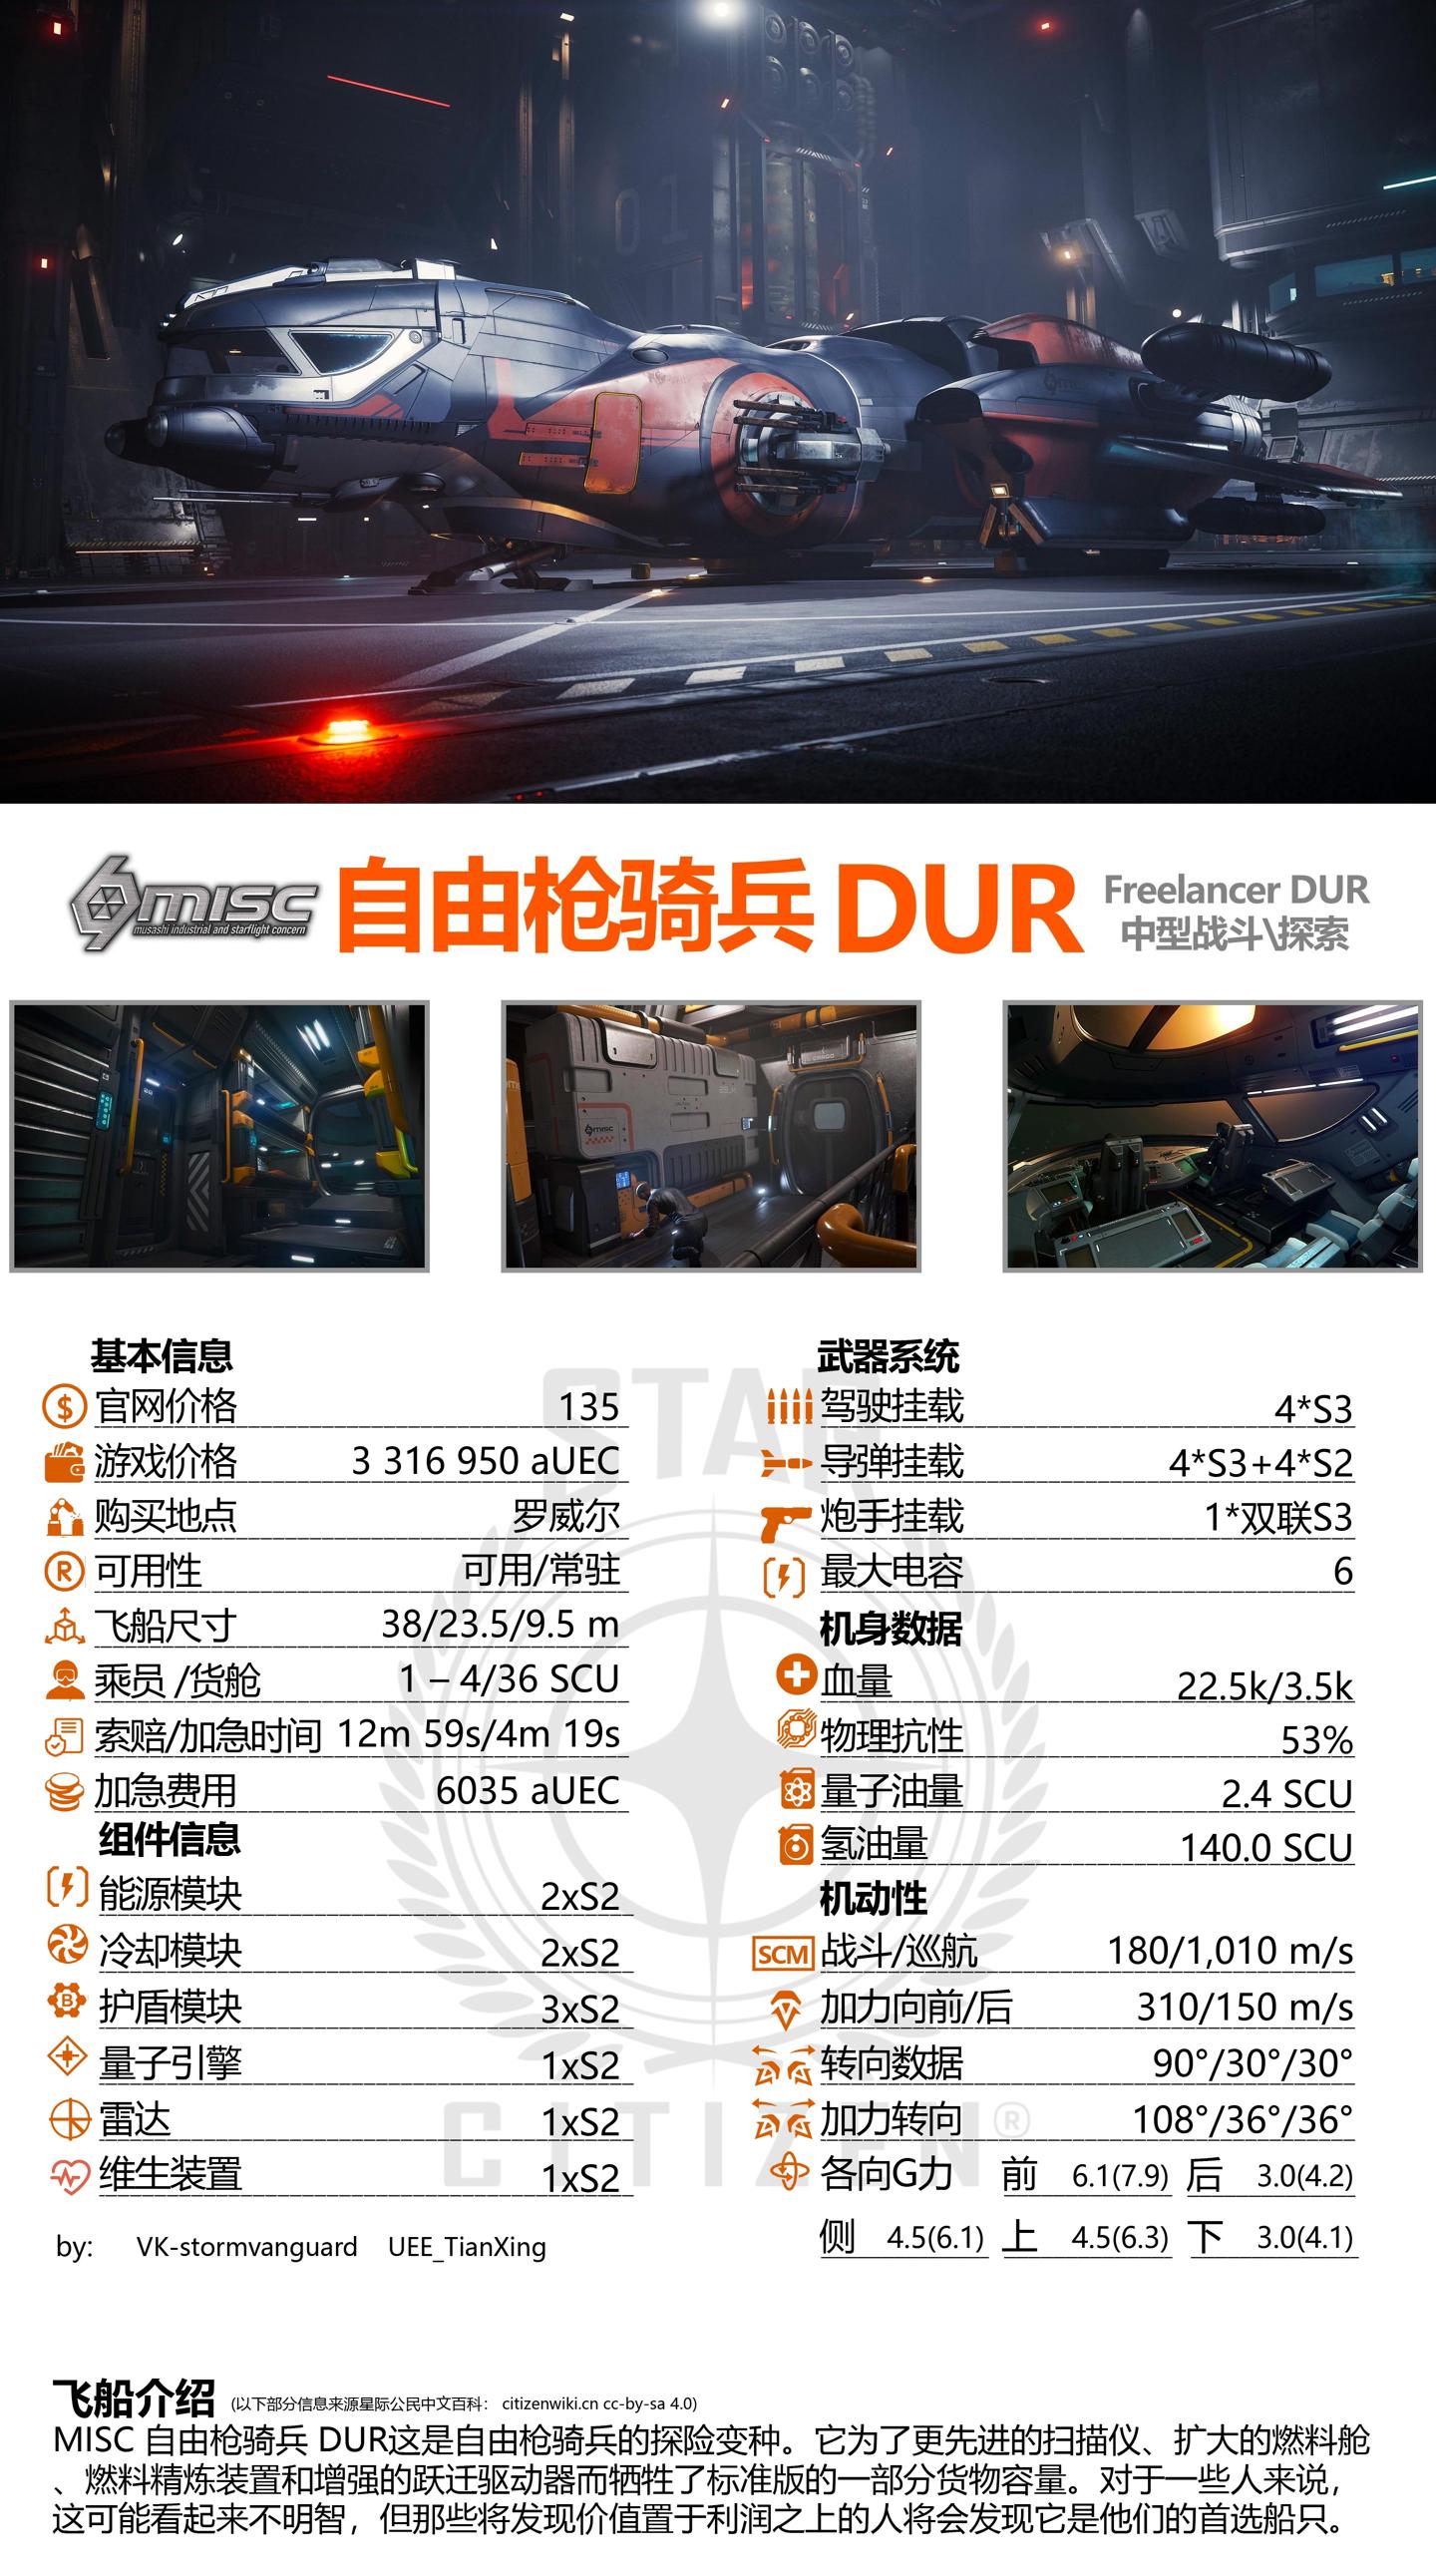 MISC
musashi industrial and starflight concern
自由枪骑兵 DUR
Freelancer DUR
中型战斗\探索
STAR
CITIZEN®
基本信息
官网价格 135
游戏价格 3 316 950 aUEC
购买地点 罗威尔
可用性 可用/常驻
飞船尺寸 38/23.5/9.5 m
乘员 /货舱 1 – 4/36 SCU
索赔/加急时间 12m 59s/4m 19s
加急费用 6035 aUEC
组件信息
能源模块 2xS2
冷却模块 2xS2
护盾模块 3xS2
量子引擎 1xS2
雷达 1xS2
维生装置 1xS2
by: VK-stormvanguard UEE_TianXing
武器系统
驾驶挂载 4*S3
导弹挂载 4*S3+4*S2
炮手挂载 1*双联S3
最大电容 6
机身数据
血量 22.5k/3.5k
物理抗性 53%
量子油量 2.4 SCU
氢油量 140.0 SCU
机动性
SCM 战斗/巡航 180/1,010 m/s
加力向前/后 310/150 m/s
转向数据 90°/30°/30°
加力转向 108°/36°/36°
各向G力 前 6.1(7.9) 后 3.0(4.2)
侧 4.5(6.1) 上 4.5(6.3) 下 3.0(4.1)
飞船介绍 (以下部分信息来源星际公民中文百科： citizenwiki.cn cc-by-sa 4.0)
MISC 自由枪骑兵 DUR这是自由枪骑兵的探险变种。它为了更先进的扫描仪、扩大的燃料舱
、燃料精炼装置和增强的跃迁驱动器而牺牲了标准版的一部分货物容量。对于一些人来说，
这可能看起来不明智，但那些将发现价值置于利润之上的人将会发现它是他们的首选船只。